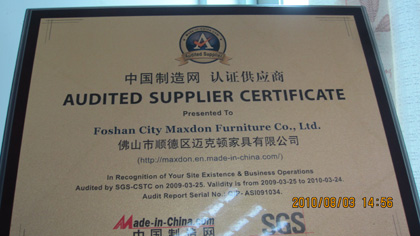 Audited Supplier
中国制造网 认证供应商
AUDITED SUPPLIER CERTIFICATE
Presented To
Foshan City Maxdon Furniture Co., Ltd.
佛山市顺德区迈克顿家具有限公司
(http://maxdon.en.made-in-china.com/)
In Recognition of Your Site Existence & Business Operations
Audited by SGS-CSTC on 2009-03-25. Validity is from 2009-03-25 to 2010-03-24.
Audit Report Serial No. ASI091034.
2010/08/03 14:56
Made-in-China.com
中国制造网
SGS